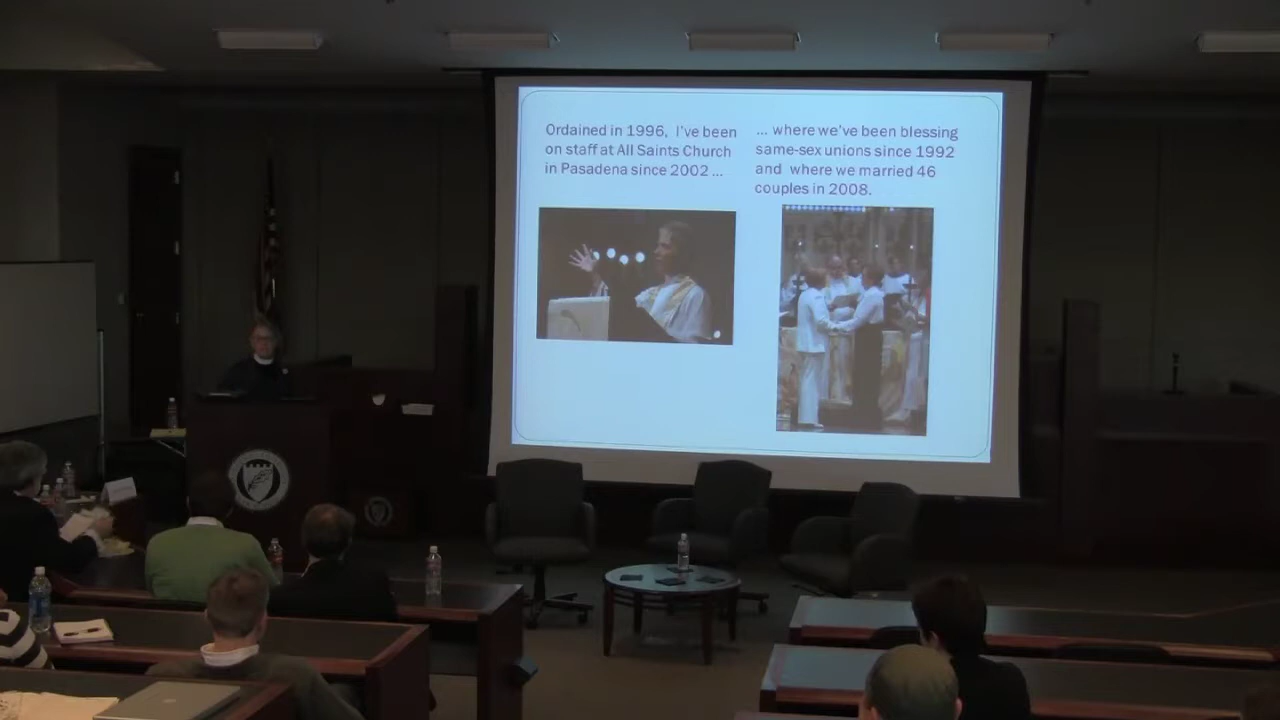 Ordained in 1996, I've been
on staff at All Saints Church
in Pasadena since 2002 ...
... where we've been blessing
same-sex unions since 1992
and where we married 46
couples in 2008.